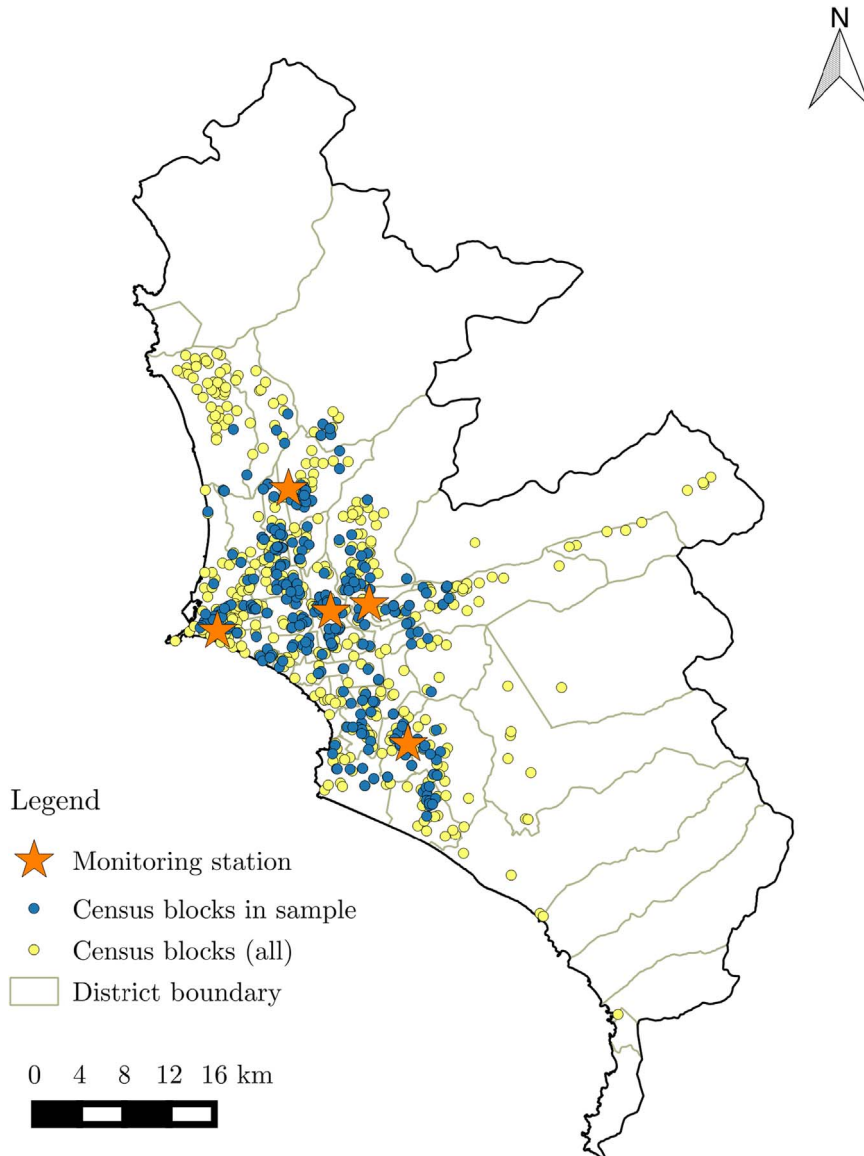 N
Legend
Monitoring station
Census blocks in sample
Census blocks (all)
District boundary
0 4 8 12 16 km